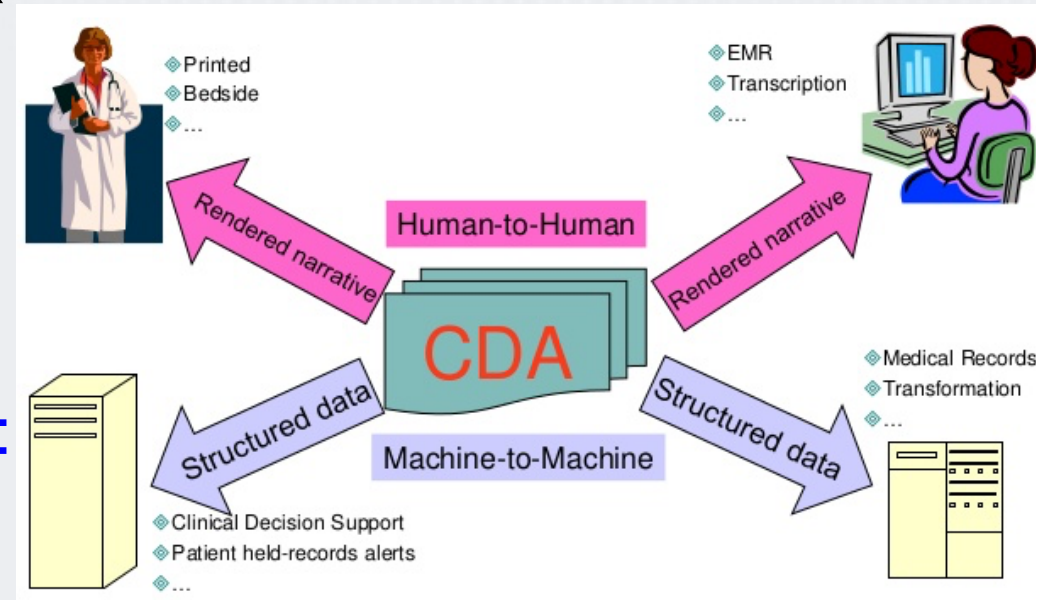 Printed
Bedside
...
EMR
Transcription
...
Rendered narrative
Human-to-Human
Rendered narrative
CDA
Structured data
Machine-to-Machine
Structured data
Medical Records
Transformation
...
Clinical Decision Support
Patient held-records alerts
...